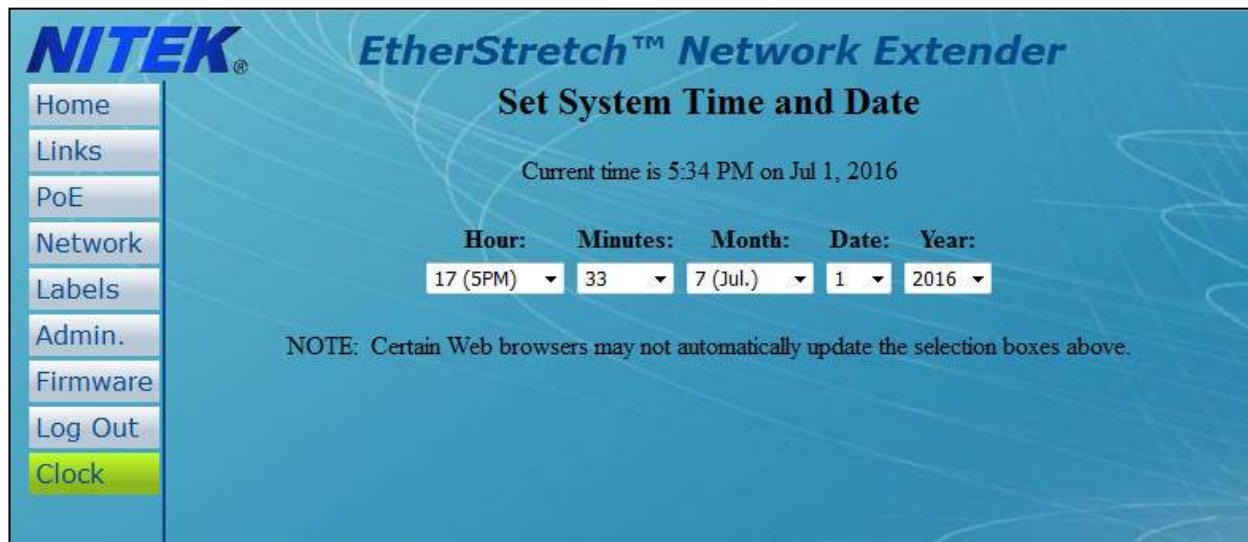 NITEK®
EtherStretch™ Network Extender
Set System Time and Date
Current time is 5:34 PM on Jul 1, 2016
Hour: Minutes: Month: Date: Year:
17 (5PM) 33 7 (Jul.) 1 2016
NOTE: Certain Web browsers may not automatically update the selection boxes above.
Home
Links
PoE
Network
Labels
Admin.
Firmware
Log Out
Clock